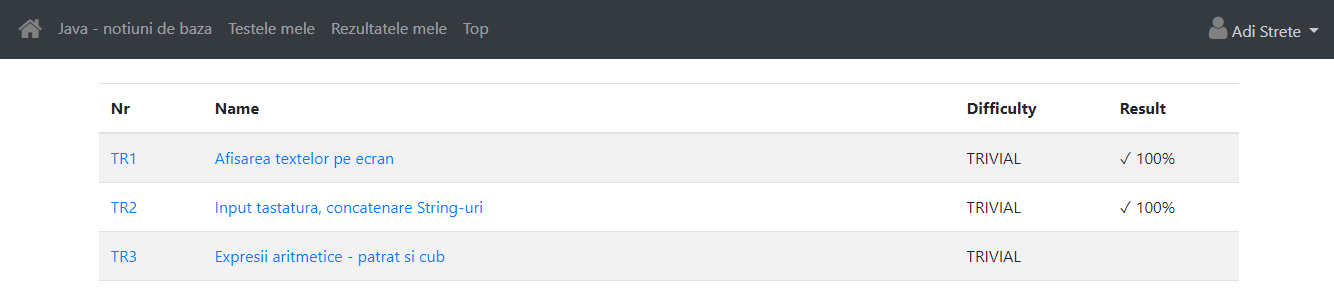 Java - notiuni de baza Testele mele Rezultatele mele Top Adi Strete
Nr Name Difficulty Result
TR1 Afisarea textelor pe ecran TRIVIAL ✓ 100%
TR2 Input tastatura, concatenare String-uri TRIVIAL ✓ 100%
TR3 Expresii aritmetice - patrat si cub TRIVIAL